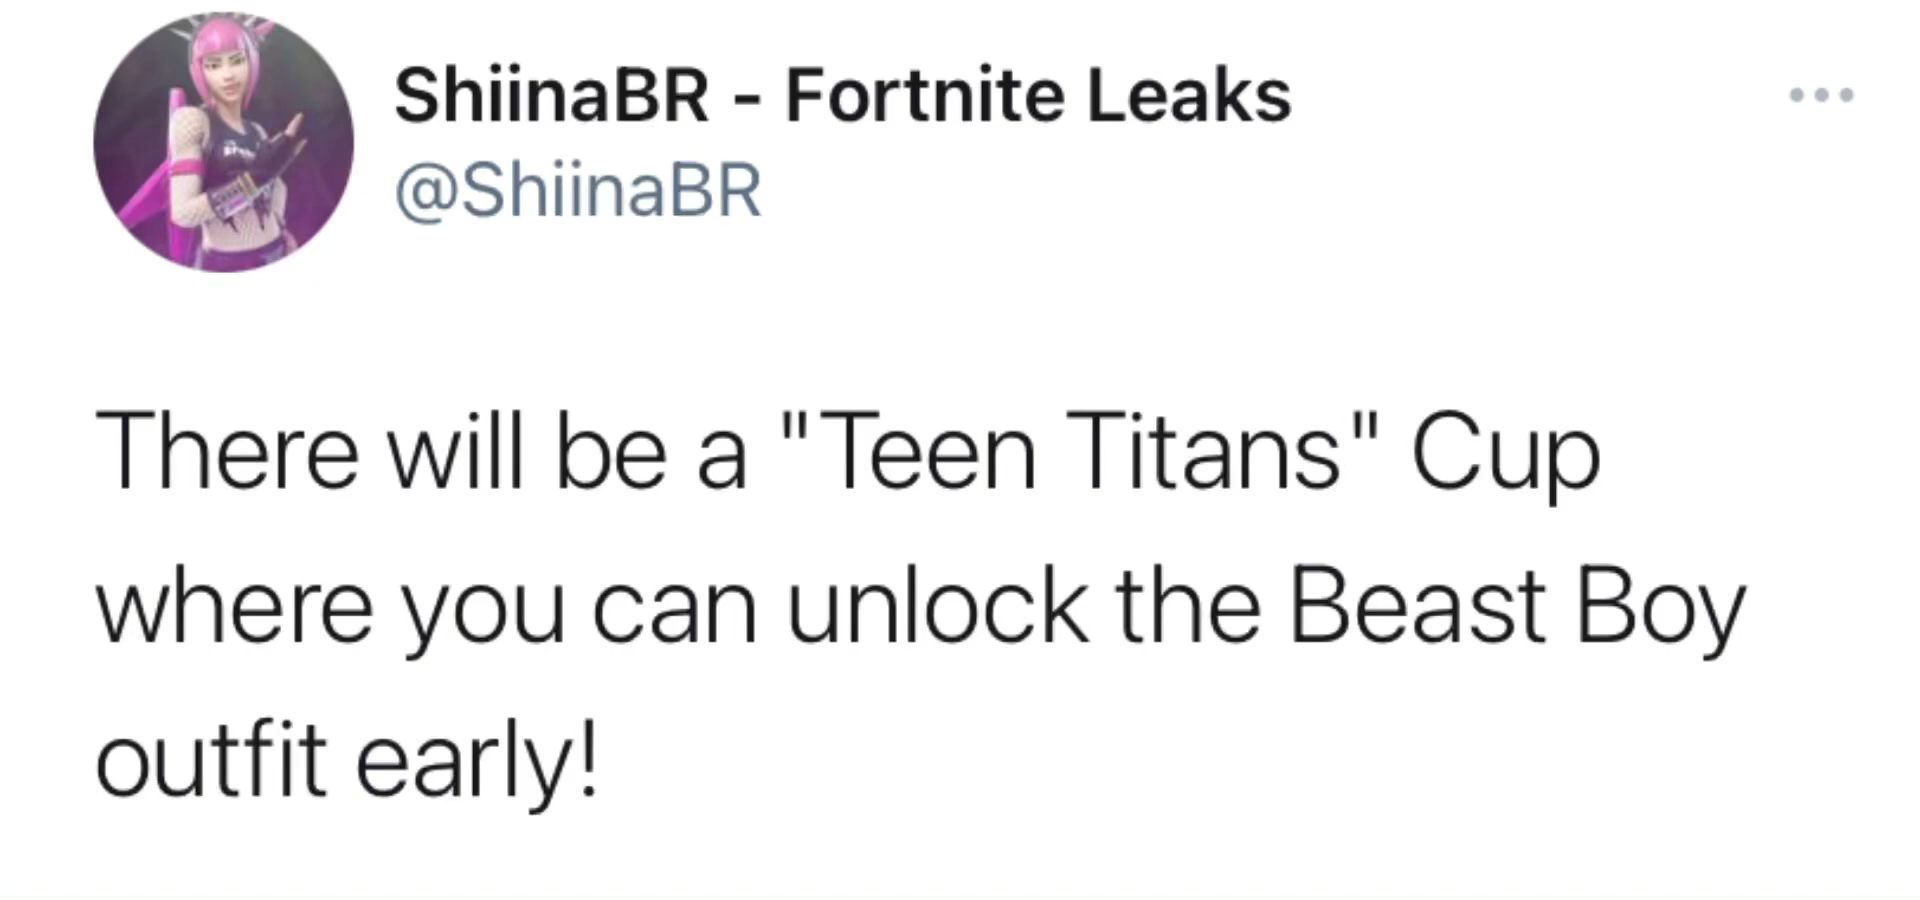 ShiinaBR - Fortnite Leaks
@ShiinaBR
There will be a "Teen Titans" Cup
where you can unlock the Beast Boy
outfit early!